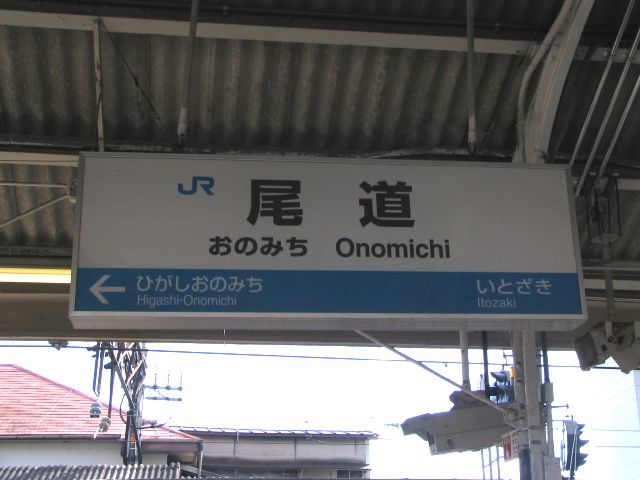 JR 尾道
おのみち Onomichi
← ひがしおのみち いとざき
Higashi-Onomichi Itozaki